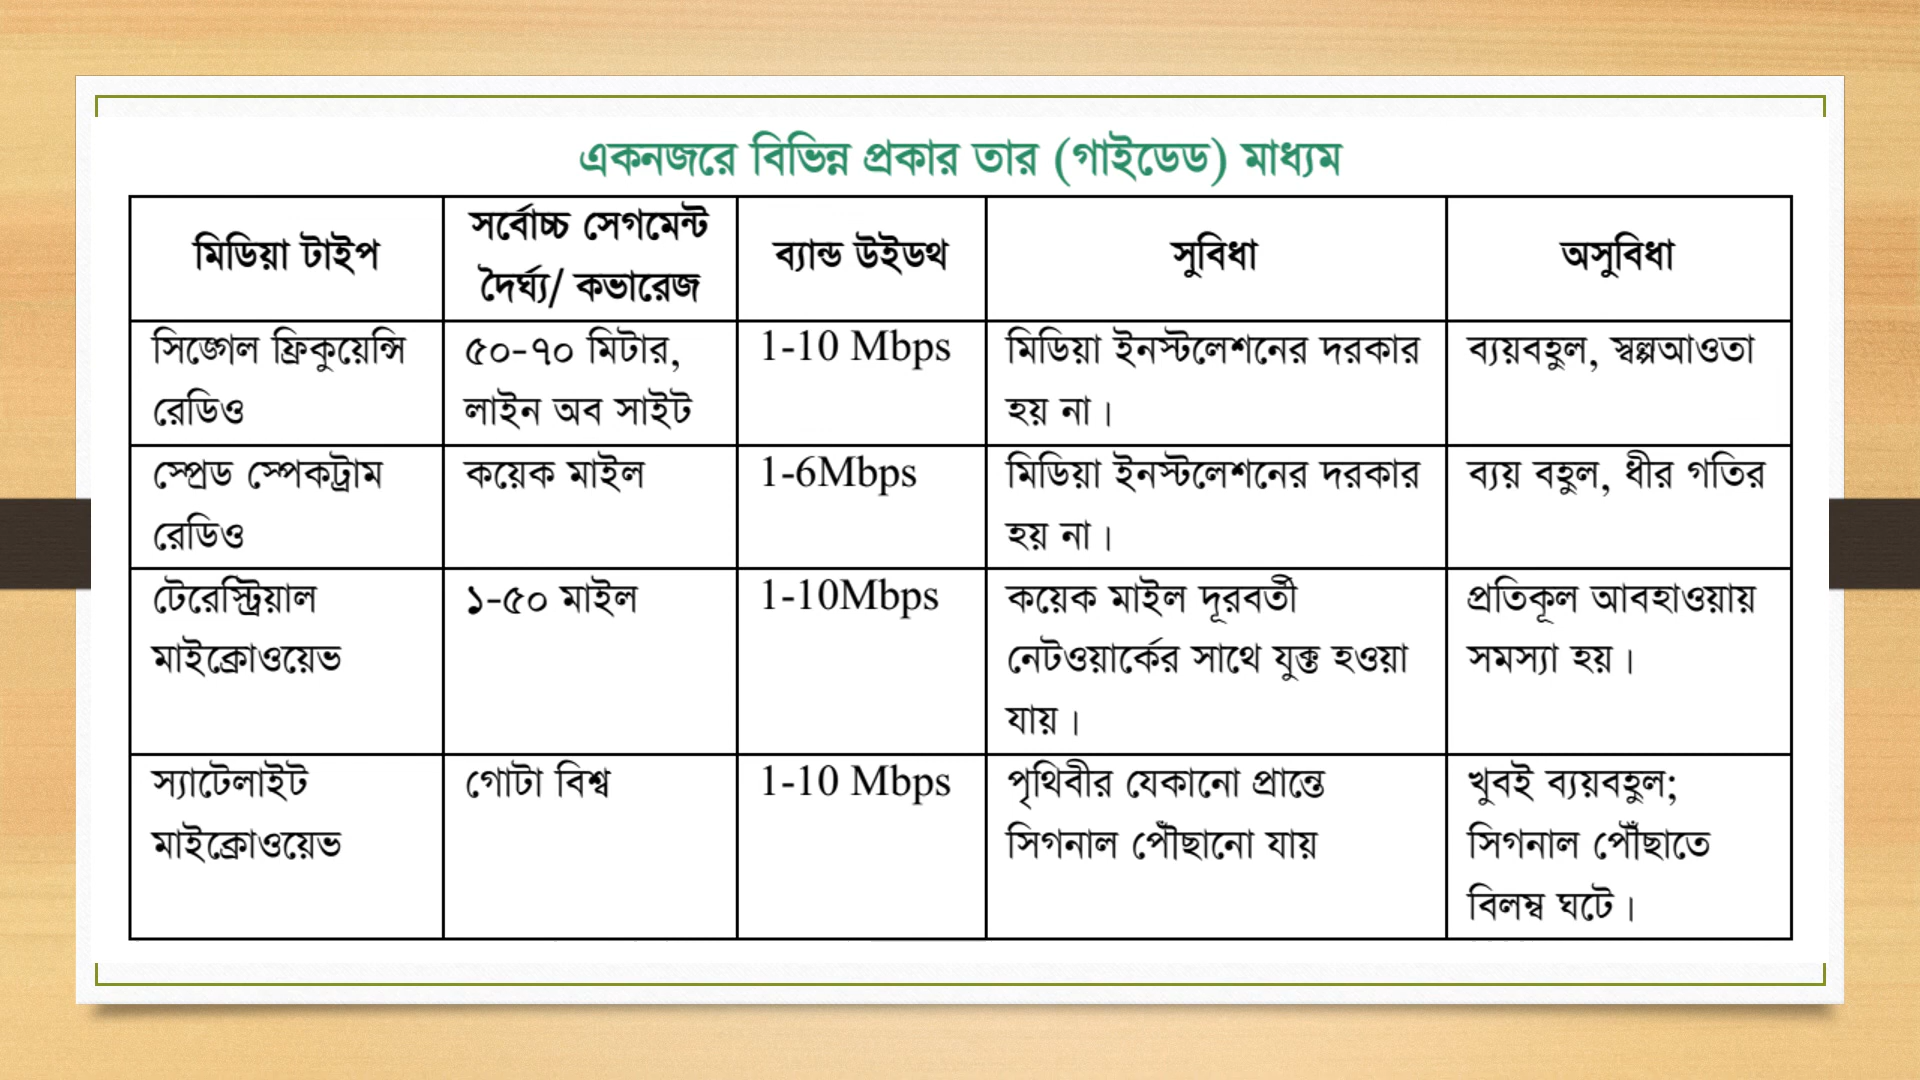 একনজরে বিভিন্ন প্রকার তার (গাইডেড) মাধ্যম
মিডিয়া টাইপ
সর্বোচ্চ সেগমেন্ট
দৈর্ঘ্য/ কভারেজ
ব্যান্ড উইডথ
সুবিধা
অসুবিধা
সিঙ্গেল ফ্রিকুয়েন্সি
রেডিও
৫০-৭০ মিটার,
লাইন অব সাইট
1-10 Mbps
মিডিয়া ইনস্টলেশনের দরকার
হয় না।
ব্যয়বহুল, স্বল্পআওতা
স্প্রেড স্পেকট্রাম
রেডিও
কয়েক মাইল
1-6Mbps
মিডিয়া ইনস্টলেশনের দরকার
হয় না।
ব্যয় বহুল, ধীর গতির
টেরেস্ট্রিয়াল
মাইক্রোওয়েভ
১-৫০ মাইল
1-10Mbps
কয়েক মাইল দূরবর্তী
নেটওয়ার্কের সাথে যুক্ত হওয়া
যায়।
প্রতিকূল আবহাওয়ায়
সমস্যা হয়।
স্যাটেলাইট
মাইক্রোওয়েভ
গোটা বিশ্ব
1-10 Mbps
পৃথিবীর যেকানো প্রান্তে
সিগনাল পৌঁছানো যায়
খুবই ব্যয়বহুল;
সিগনাল পৌঁছাতে
বিলম্ব ঘটে।